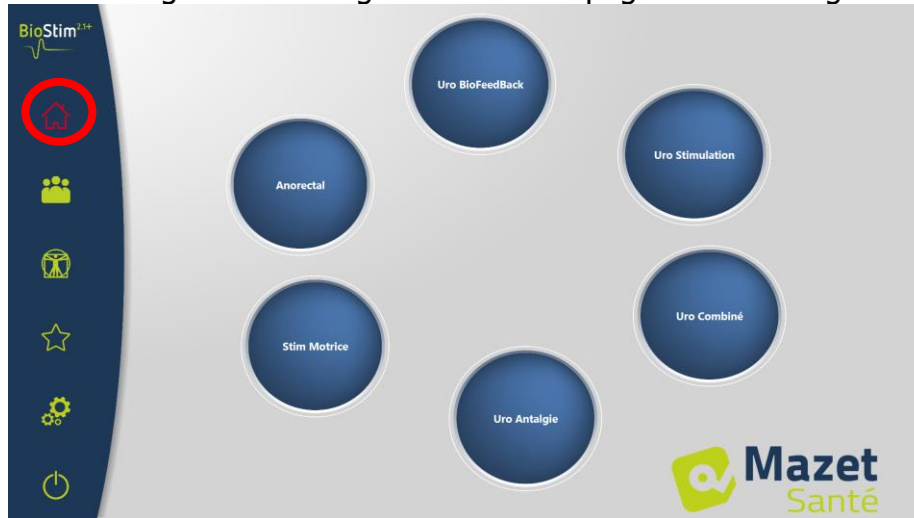 BioStim2.1+
Uro BioFeedBack
Uro Stimulation
Anorectal
Uro Combiné
Stim Motrice
Uro Antalgie
Mazet
Santé